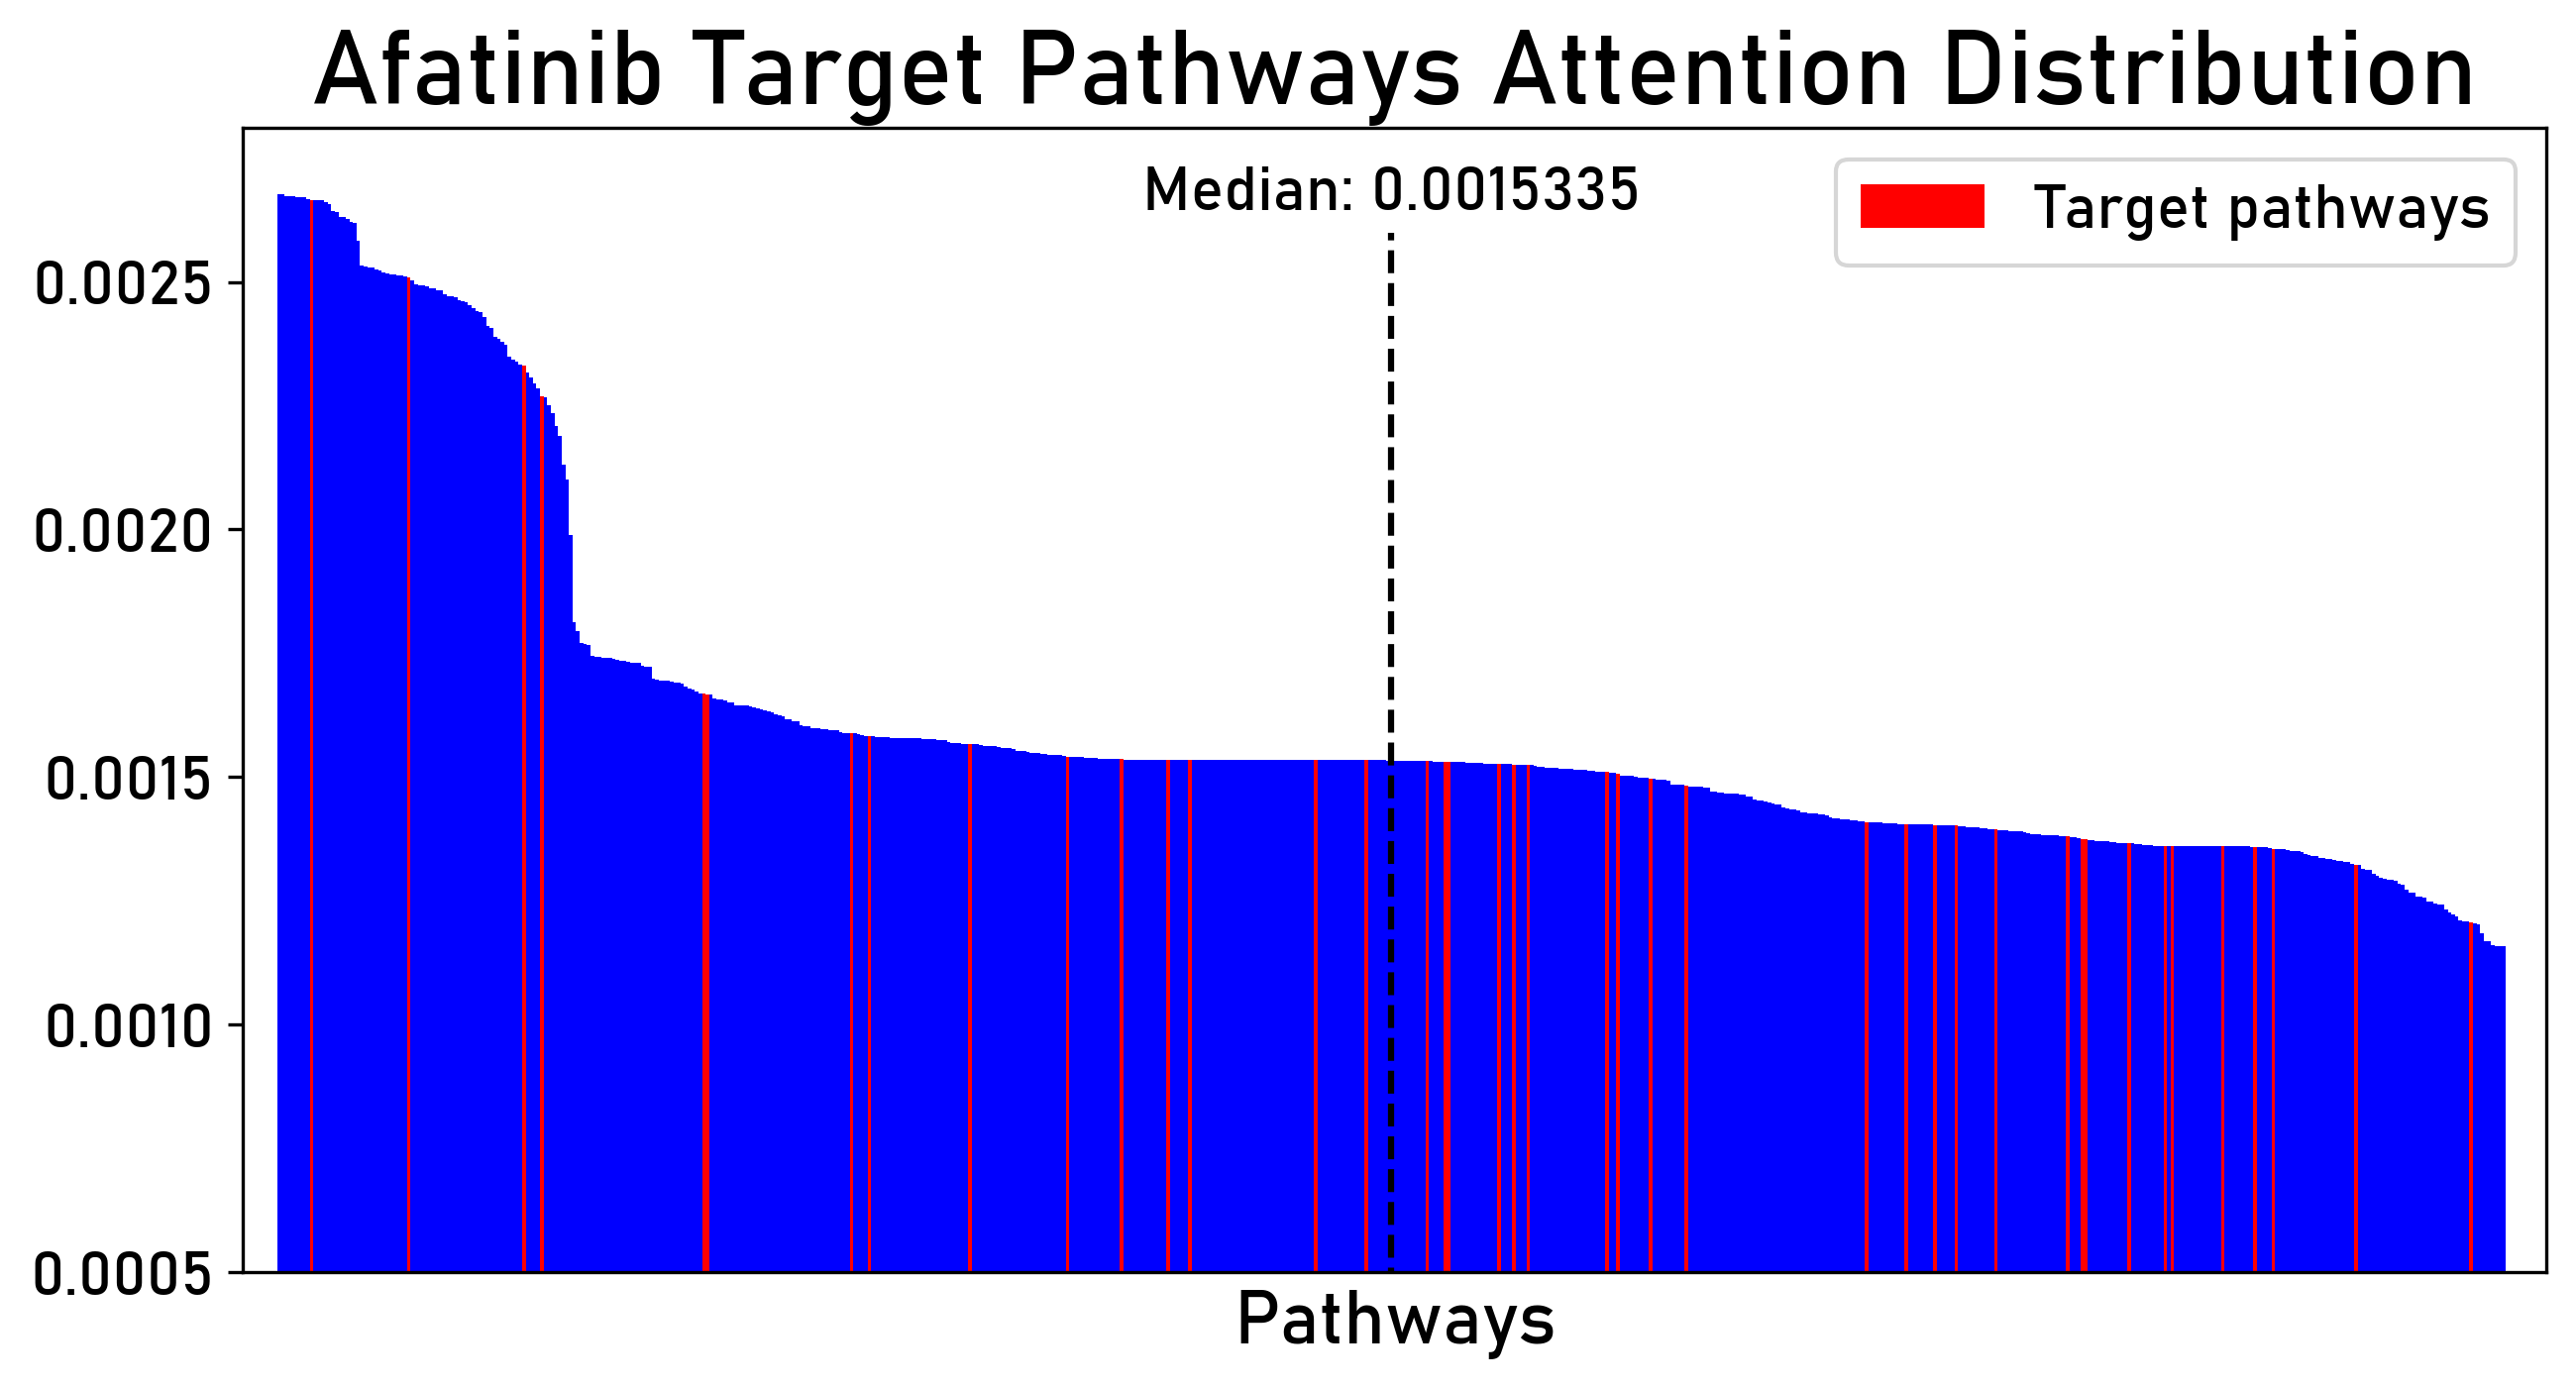 Afatinib Target Pathways Attention Distribution
Median: 0.0015335
Target pathways
0.0025
0.0020
0.0015
0.0010
0.0005
Pathways